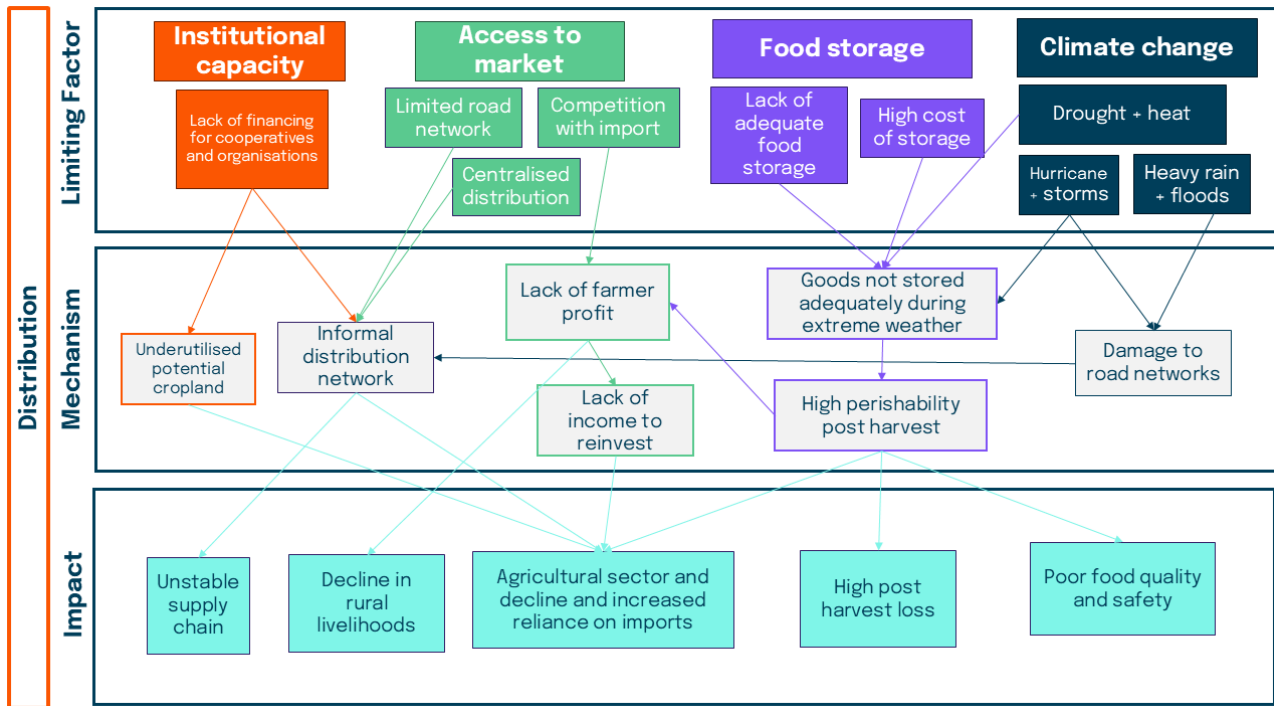 Distribution
Limiting Factor
Institutional
capacity
Access to
market
Food storage
Climate change
Lack of financing
for cooperatives
and organisations
Limited road
network
Competition
with import
Centralised
distribution
Lack of
adequate
food
storage
High cost
of storage
Drought + heat
Hurricane
+ storms
Heavy rain
+ floods
Mechanism
Underutilised
potential
cropland
Informal
distribution
network
Lack of farmer
profit
Lack of
income to
reinvest
Goods not stored
adequately during
extreme weather
High perishability
post harvest
Damage to
road networks
Impact
Unstable
supply
chain
Decline in
rural
livelihoods
Agricultural sector and
decline and increased
reliance on imports
High post
harvest loss
Poor food quality
and safety